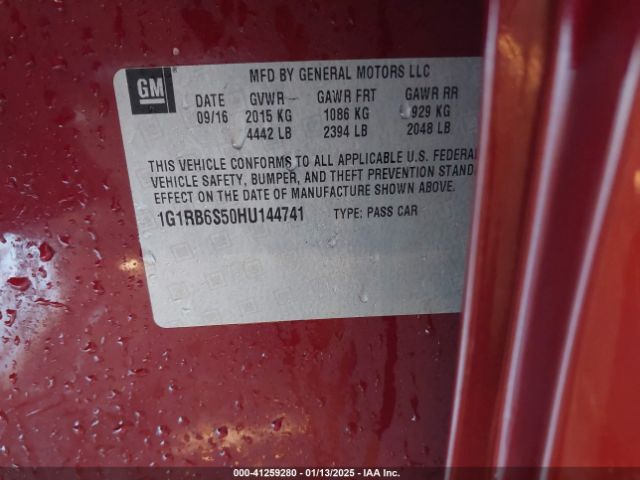 GM
MFD BY GENERAL MOTORS LLC
DATE GVWR GAWR FRT GAWR RR
09/16 2015 KG 1086 KG 929 KG
4442 LB 2394 LB 2048 LB
THIS VEHICLE CONFORMS TO ALL APPLICABLE U.S. FEDERAL
VEHICLE SAFETY, BUMPER, AND THEFT PREVENTION STAND
EFFECT ON THE DATE OF MANUFACTURE SHOWN ABOVE.
1G1RB6S50HU144741 TYPE: PASS CAR
000-41259280 - 01/13/2025 - IAA Inc.